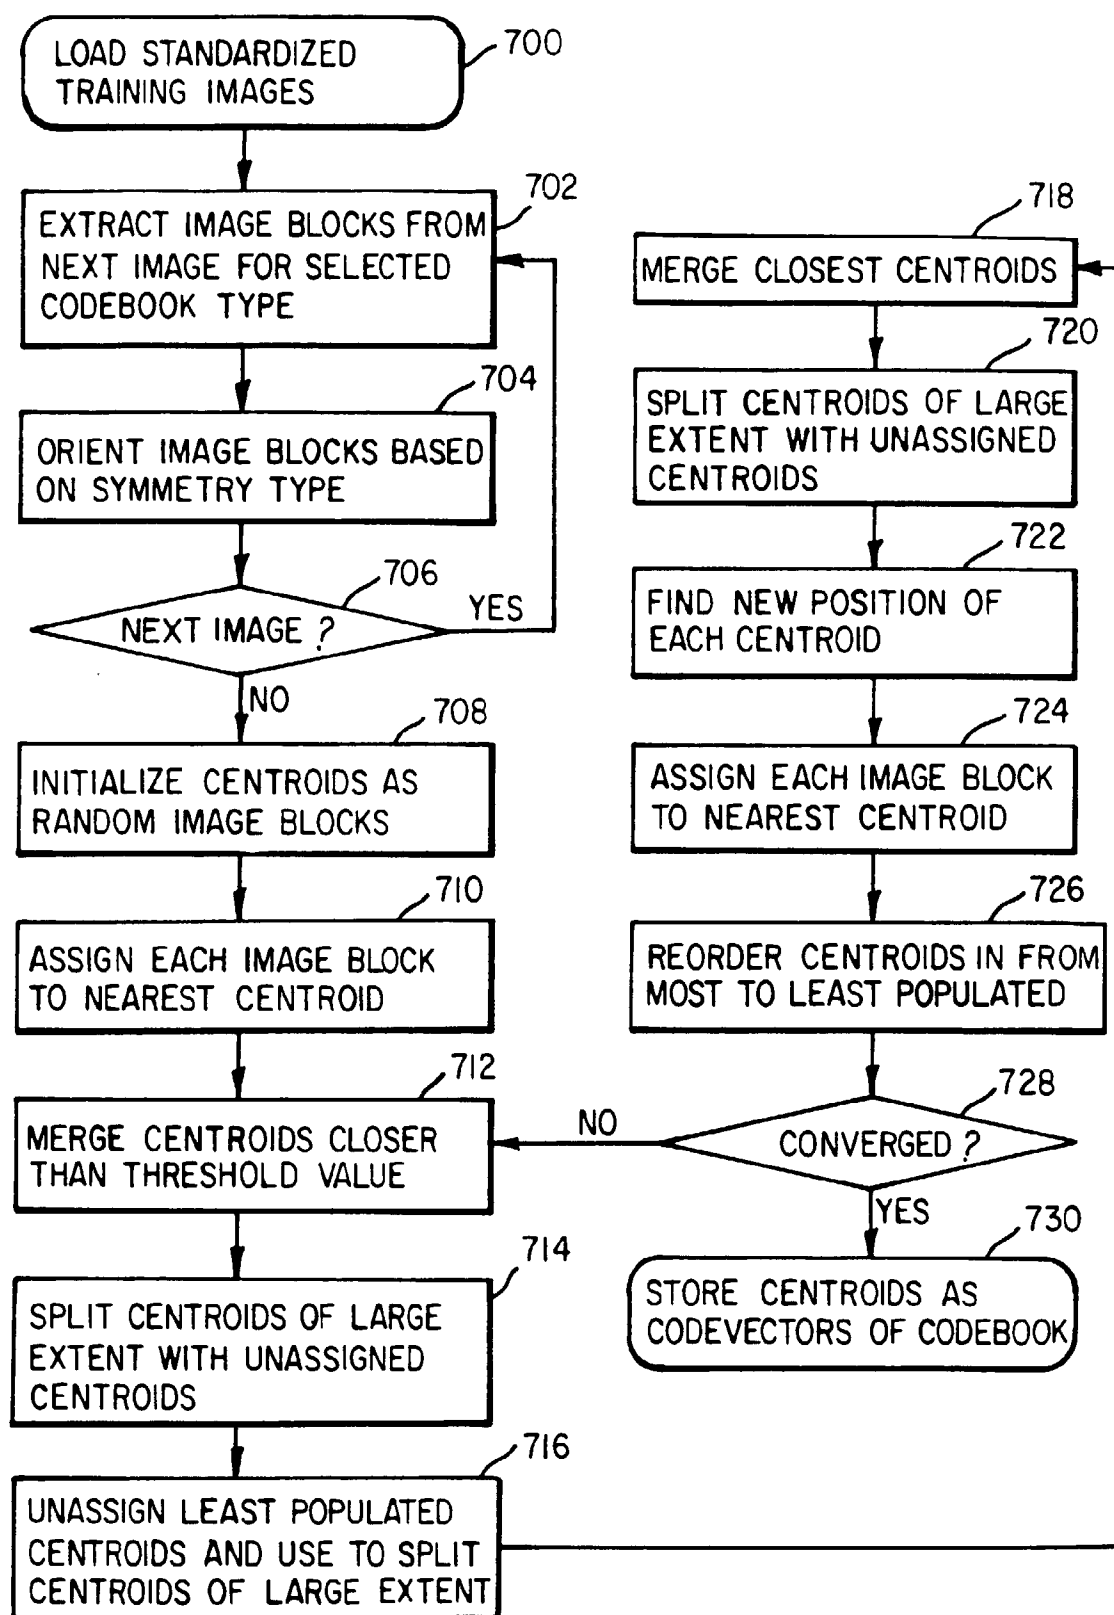 LOAD STANDARDIZED
TRAINING IMAGES
700
EXTRACT IMAGE BLOCKS FROM
NEXT IMAGE FOR SELECTED
CODEBOOK TYPE
702
ORIENT IMAGE BLOCKS BASED
ON SYMMETRY TYPE
704
NEXT IMAGE ?
706
YES
NO
INITIALIZE CENTROIDS AS
RANDOM IMAGE BLOCKS
708
ASSIGN EACH IMAGE BLOCK
TO NEAREST CENTROID
710
MERGE CENTROIDS CLOSER
THAN THRESHOLD VALUE
712
SPLIT CENTROIDS OF LARGE
EXTENT WITH UNASSIGNED
CENTROIDS
714
UNASSIGN LEAST POPULATED
CENTROIDS AND USE TO SPLIT
CENTROIDS OF LARGE EXTENT
716
MERGE CLOSEST CENTROIDS
718
SPLIT CENTROIDS OF LARGE
EXTENT WITH UNASSIGNED
CENTROIDS
720
FIND NEW POSITION OF
EACH CENTROID
722
ASSIGN EACH IMAGE BLOCK
TO NEAREST CENTROID
724
REORDER CENTROIDS IN FROM
MOST TO LEAST POPULATED
726
CONVERGED ?
728
NO
YES
STORE CENTROIDS AS
CODEVECTORS OF CODEBOOK
730